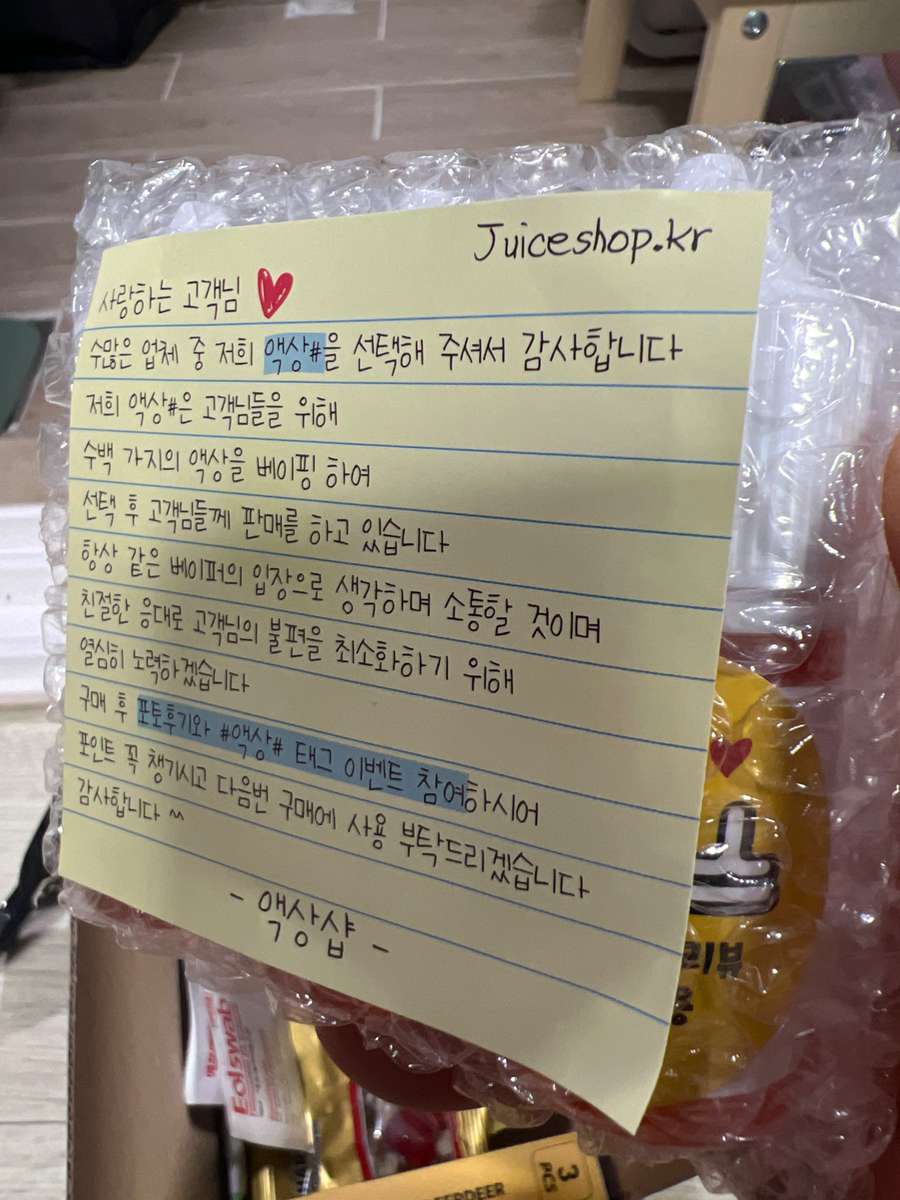 Juiceshop.kr
사랑하는 고객님
수많은 업체 중 저희 액상#을 선택해 주셔서 감사합니다
저희 액상#은 고객님들을 위해
수백 가지의 액상을 베이핑 하여
선택 후 고객님들께 판매를 하고 있습니다
항상 같은 베이퍼의 입장으로 생각하며 소통할 것이며
친절한 응대로 고객님의 불편을 최소화하기 위해
열심히 노력하겠습니다
구매 후 포토후기와 #액상# 태그 이벤트 참여하시어
포인트 꼭 챙기시고 다음번 구매에 사용 부탁드리겠습니다
감사합니다 ^^
- 액상샵 -
리뷰
용
Eolswab
3
PCS